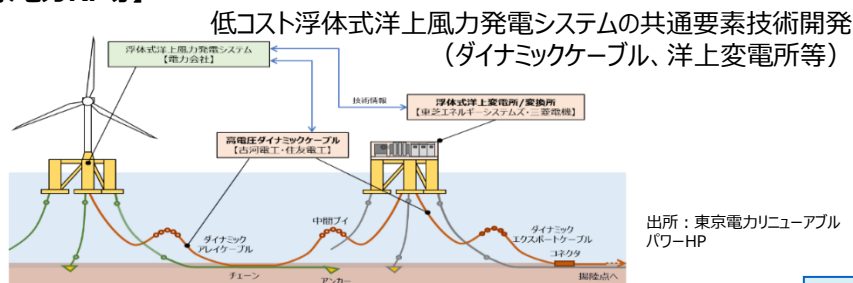 低コスト浮体式洋上風力発電システムの共通要素技術開発
（ダイナミックケーブル、洋上変電所等）
浮体式洋上風力発電システム
【電力会社】
技術情報
浮体式洋上変電所/変換所
【東芝エネルギーシステムズ・三菱電機】
高電圧ダイナミックケーブル
【古河電工・住友電工】
中間ブイ
ダイナミック
アレイケーブル
ダイナミック
エクスポートケーブル
コネクタ
チェーン
アンカー
揚陸点へ
出所：東京電力リニューアブル
パワーHP